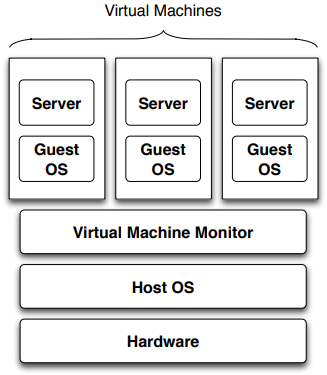 Virtual Machines
Server
Server
Server
Guest
OS
Guest
OS
Guest
OS
Virtual Machine Monitor
Host OS
Hardware